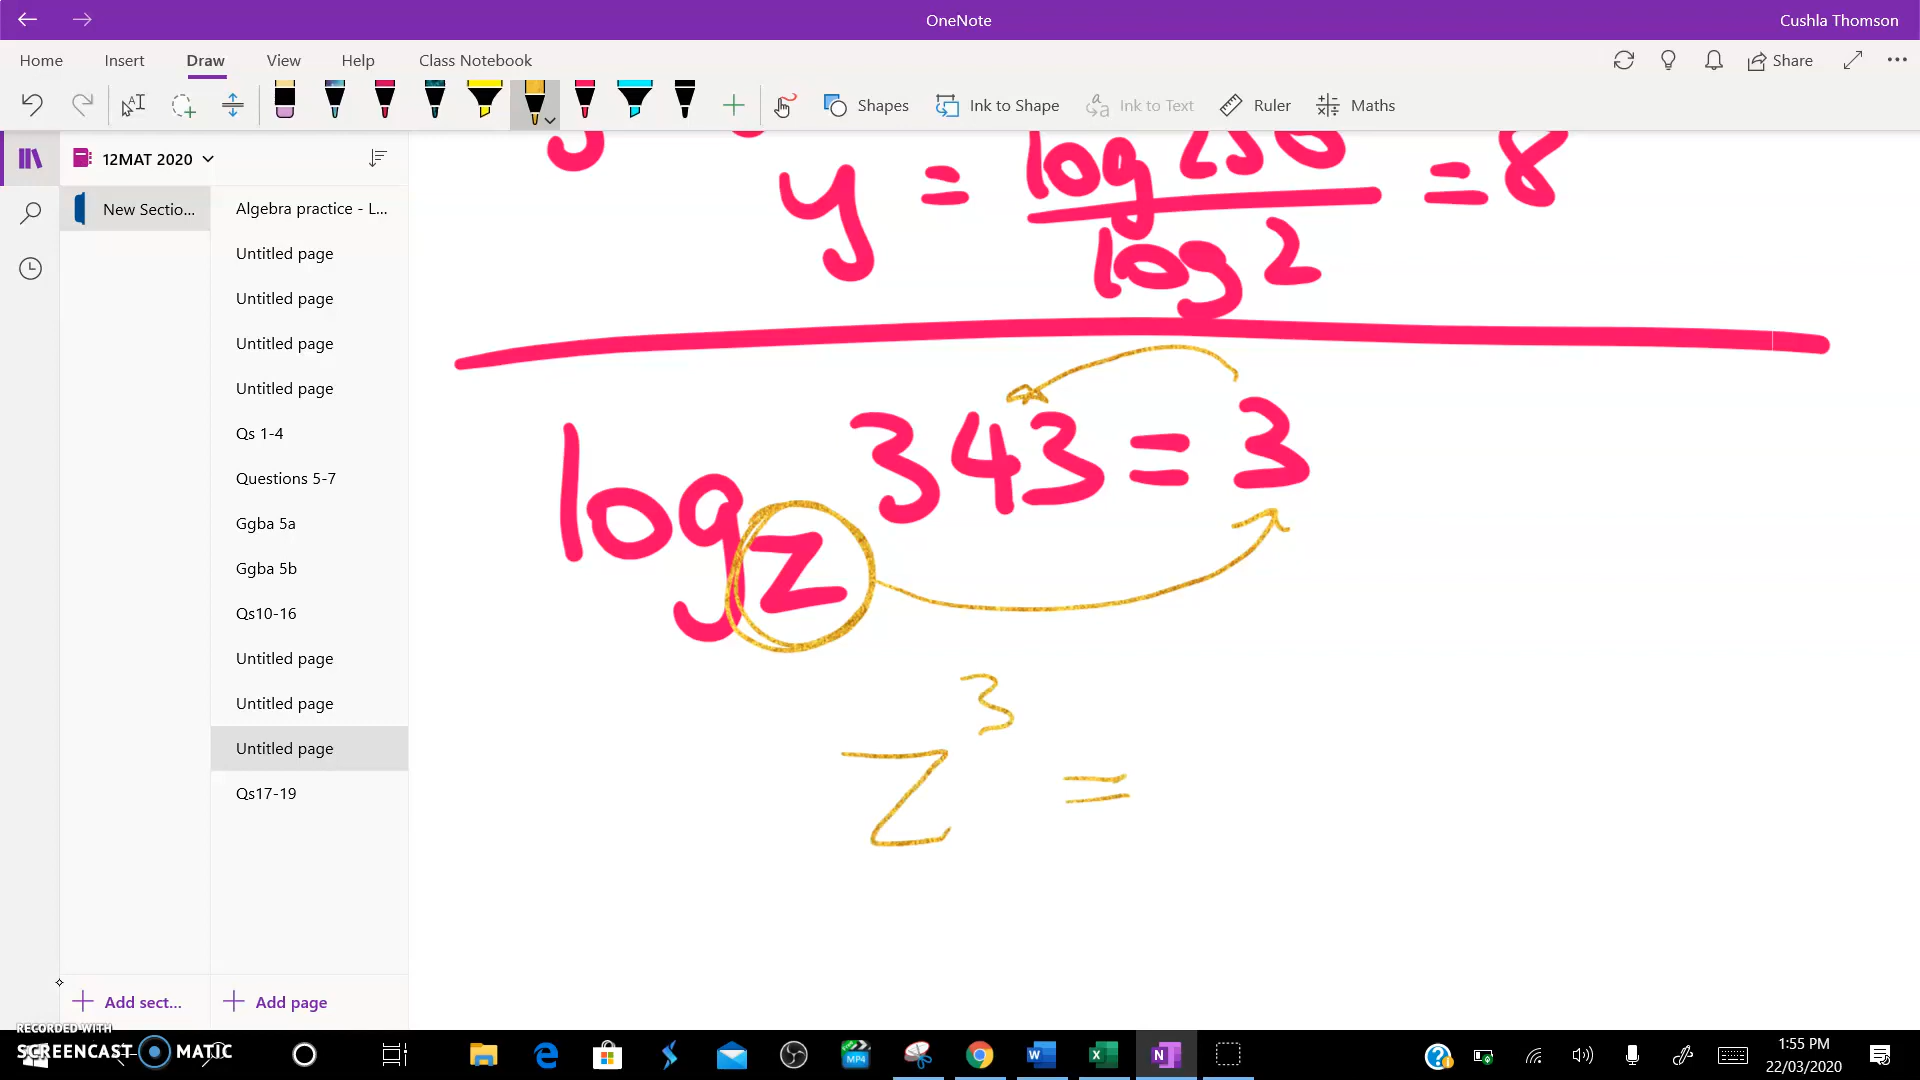 OneNote
Cushla Thomson
Home Insert Draw View Help Class Notebook
Share
Shapes Ink to Shape Ink to Text Ruler Maths
12MAT 2020
New Sectio...
Algebra practice - L...
Untitled page
Untitled page
Untitled page
Untitled page
Qs 1-4
Questions 5-7
Ggba 5a
Ggba 5b
Qs10-16
Untitled page
Untitled page
Untitled page
Qs17-19
y = log 256 / log 2 = 8
log z 343 = 3
z³ =
Add sect...
Add page
RECORDED WITH
SCREENCAST MATIC
MP4
1:55 PM
22/03/2020